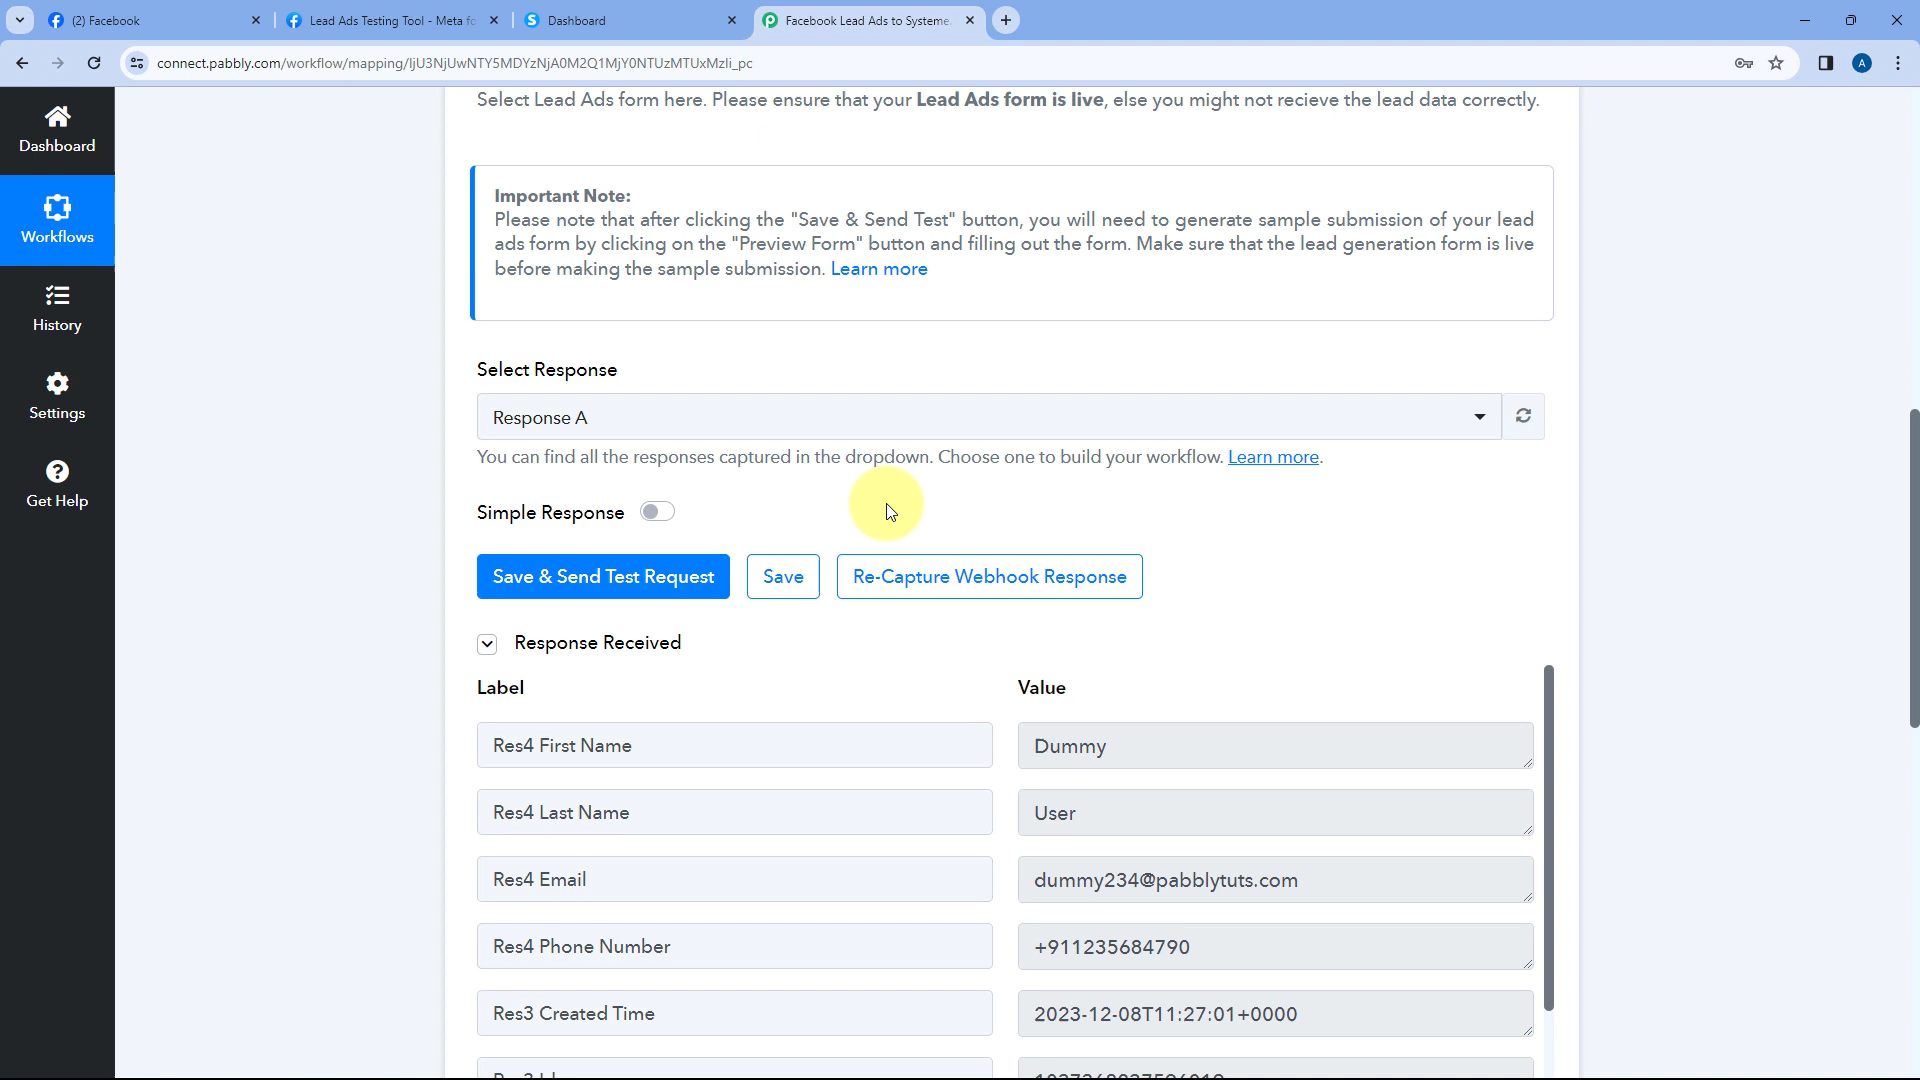 (2) Facebook
Lead Ads Testing Tool - Meta fo
Dashboard
Facebook Lead Ads to Systeme.
connect.pabbly.com/workflow/mapping/IjU3NjUwNTY5MDYzNjA0M2Q1MjY0NTUzMTUxMzIi_pc
A
Dashboard
Workflows
History
Settings
Get Help
Select Lead Ads form here. Please ensure that your Lead Ads form is live, else you might not recieve the lead data correctly.
Important Note:
Please note that after clicking the "Save & Send Test" button, you will need to generate sample submission of your lead
ads form by clicking on the "Preview Form" button and filling out the form. Make sure that the lead generation form is live
before making the sample submission. Learn more
Select Response
Response A
You can find all the responses captured in the dropdown. Choose one to build your workflow. Learn more.
Simple Response
Save & Send Test Request
Save
Re-Capture Webhook Response
Response Received
Label
Value
Res4 First Name
Dummy
Res4 Last Name
User
Res4 Email
dummy234@pabblytuts.com
Res4 Phone Number
+911235684790
Res3 Created Time
2023-12-08T11:27:01+0000